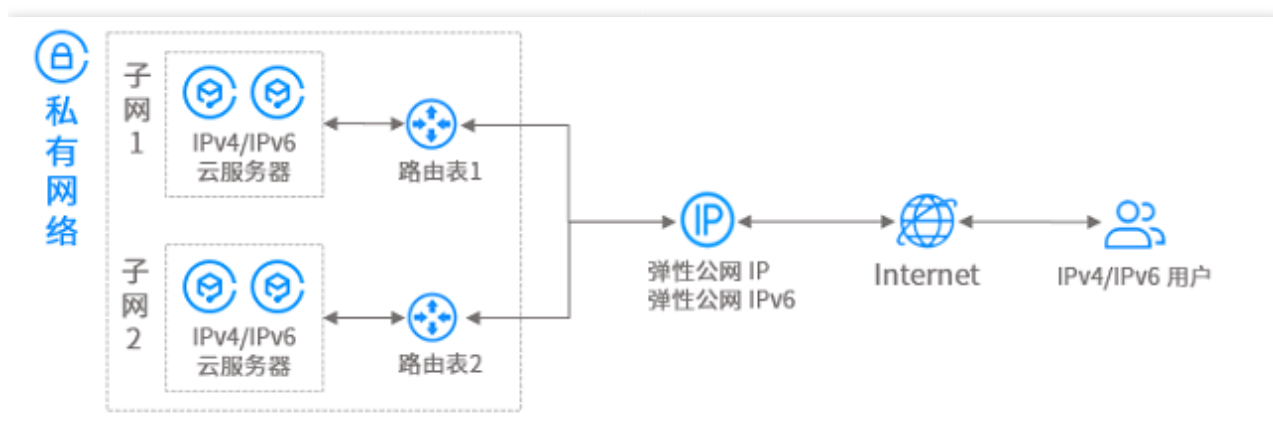 私有网络
子网1
IPv4/IPv6
云服务器
路由表1
子网2
IPv4/IPv6
云服务器
路由表2
IP
弹性公网 IP
弹性公网 IPv6
Internet
IPv4/IPv6 用户